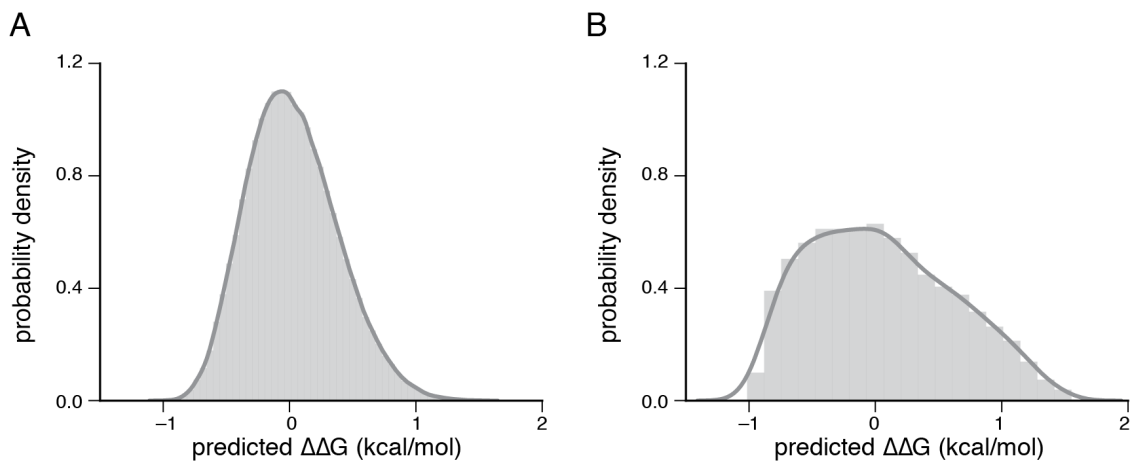 A
1.2
0.8
0.4
0.0
probability density
–1
0
1
2
predicted ΔΔG (kcal/mol)
B
1.2
0.8
0.4
0.0
probability density
–1
0
1
2
predicted ΔΔG (kcal/mol)